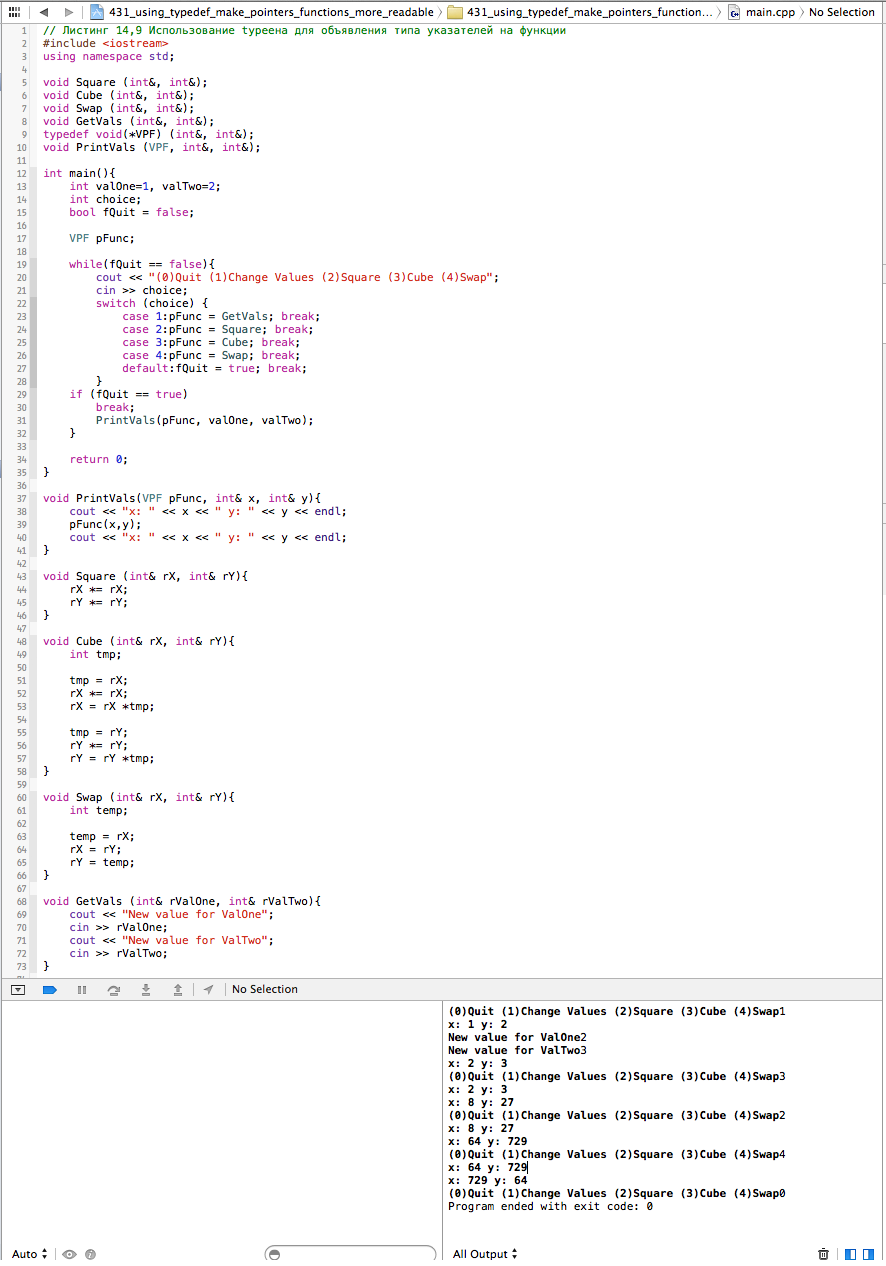 431_using_typedef_make_pointers_functions_more_readable 431_using_typedef_make_pointers_function... main.cpp No Selection
1 // Листинг 14,9 Использование typeена для объявления типа указателей на функции
2 #include <iostream>
3 using namespace std;
4
5 void Square (int&, int&);
6 void Cube (int&, int&);
7 void Swap (int&, int&);
8 void GetVals (int&, int&);
9 typedef void(*VPF) (int&, int&);
10 void PrintVals (VPF, int&, int&);
11
12 int main(){
13     int valOne=1, valTwo=2;
14     int choice;
15     bool fQuit = false;
16
17     VPF pFunc;
18
19     while(fQuit == false){
20         cout << "(0)Quit (1)Change Values (2)Square (3)Cube (4)Swap";
21         cin >> choice;
22         switch (choice) {
23             case 1:pFunc = GetVals; break;
24             case 2:pFunc = Square; break;
25             case 3:pFunc = Cube; break;
26             case 4:pFunc = Swap; break;
27             default:fQuit = true; break;
28         }
29     if (fQuit == true)
30         break;
31         PrintVals(pFunc, valOne, valTwo);
32     }
33
34     return 0;
35 }
36
37 void PrintVals(VPF pFunc, int& x, int& y){
38     cout << "x: " << x << " y: " << y << endl;
39     pFunc(x,y);
40     cout << "x: " << x << " y: " << y << endl;
41 }
42
43 void Square (int& rX, int& rY){
44     rX *= rX;
45     rY *= rY;
46 }
47
48 void Cube (int& rX, int& rY){
49     int tmp;
50
51     tmp = rX;
52     rX *= rX;
53     rX = rX *tmp;
54
55     tmp = rY;
56     rY *= rY;
57     rY = rY *tmp;
58 }
59
60 void Swap (int& rX, int& rY){
61     int temp;
62
63     temp = rX;
64     rX = rY;
65     rY = temp;
66 }
67
68 void GetVals (int& rValOne, int& rValTwo){
69     cout << "New value for ValOne";
70     cin >> rValOne;
71     cout << "New value for ValTwo";
72     cin >> rValTwo;
73 }
No Selection
(0)Quit (1)Change Values (2)Square (3)Cube (4)Swap1
x: 1 y: 2
New value for ValOne2
New value for ValTwo3
x: 2 y: 3
(0)Quit (1)Change Values (2)Square (3)Cube (4)Swap3
x: 2 y: 3
x: 8 y: 27
(0)Quit (1)Change Values (2)Square (3)Cube (4)Swap2
x: 8 y: 27
x: 64 y: 729
(0)Quit (1)Change Values (2)Square (3)Cube (4)Swap4
x: 64 y: 729
x: 729 y: 64
(0)Quit (1)Change Values (2)Square (3)Cube (4)Swap0
Program ended with exit code: 0
Auto All Output